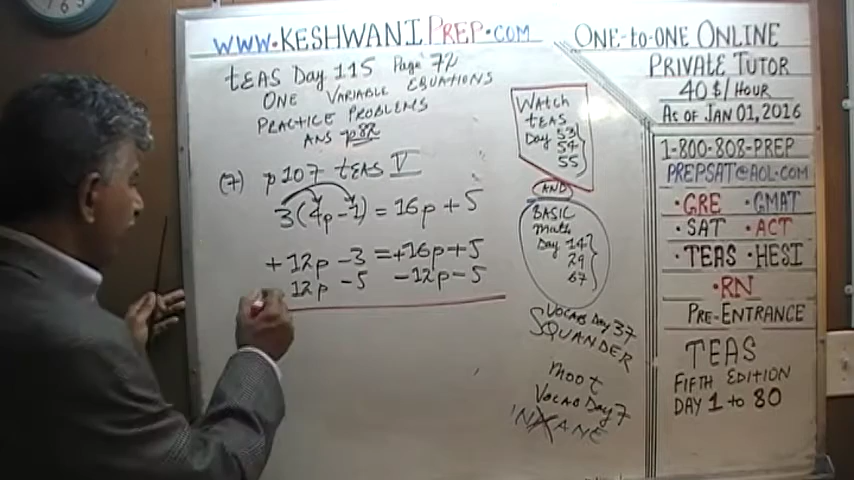 WWW.KESHWANIPREP.COM
TEAS Day 115 Page 72
ONE VARIABLE EQUATIONS
PRACTICE PROBLEMS
ANS p82
(7) p107 TEAS V
3(4p-1)=16p+5
+12p-3=+16p+5
12p-5 -12p-5
Watch
TEAS
Day 53
54
55
AND
BASIC
Math
Day 14
29
67
VOCAB Day 37
SQUANDER
moot
Vocab Day 7
INANE
ONE-TO-ONE ONLINE
PRIVATE TUTOR
40$/HOUR
AS OF JAN 01, 2016
1-800-808-PREP
PREPSAT@AOL.COM
•GRE •GMAT
•SAT •ACT
•TEAS •HESI
•RN
PRE-ENTRANCE
TEAS
FIFTH EDITION
DAY 1 TO 80